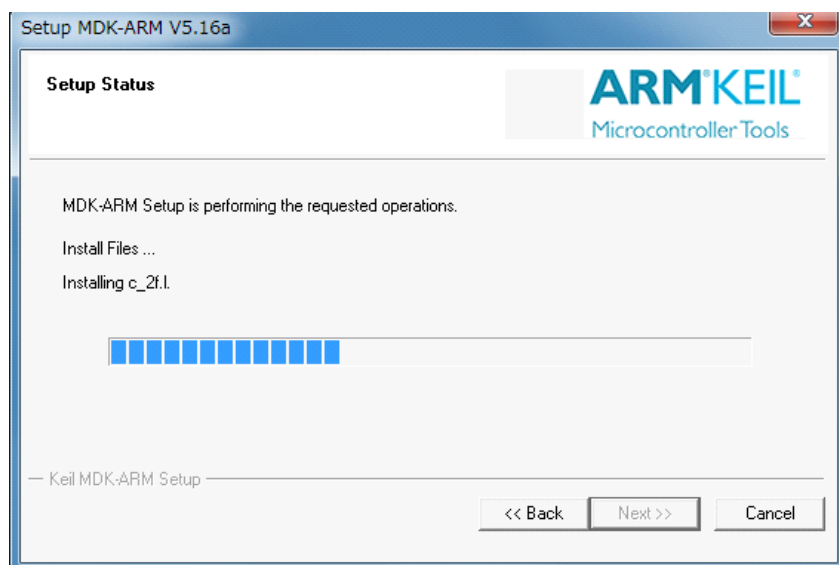 Setup MDK-ARM V5.16a
Setup Status
ARM®KEIL®
Microcontroller Tools
MDK-ARM Setup is performing the requested operations.
Install Files ...
Installing c_2f.l.
Keil MDK-ARM Setup
<< Back
Next >>
Cancel